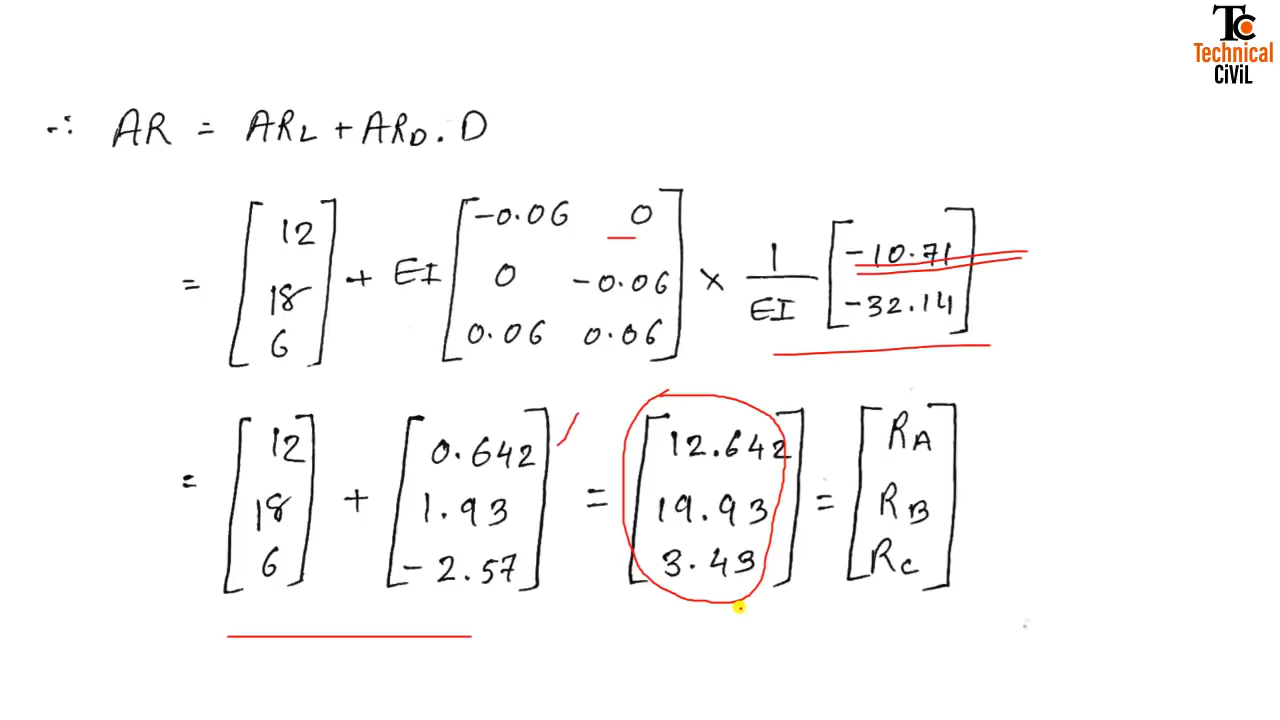 Tc
Technical
CiViL
∴ AR = ARL + ARD . D
= [12 18 6] + EI [-0.06 0 0 -0.06 0.06 0.06] × 1/EI [-10.71 -32.14]
= [12 18 6] + [0.642 1.93 -2.57] = [12.642 19.93 3.43] = [RA RB RC]